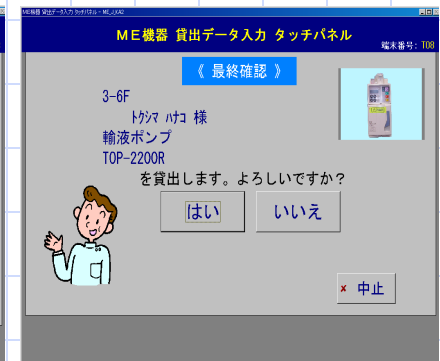 ME機器 貸出データ入力 タッチパネル - ME_JKA2
ME機器 貸出データ入力 タッチパネル
端末番号: T08
《 最終確認 》
3-6F
トクシマ ハナコ 様
輸液ポンプ
TOP-2200R
を貸出します。よろしいですか？
はい
いいえ
× 中止